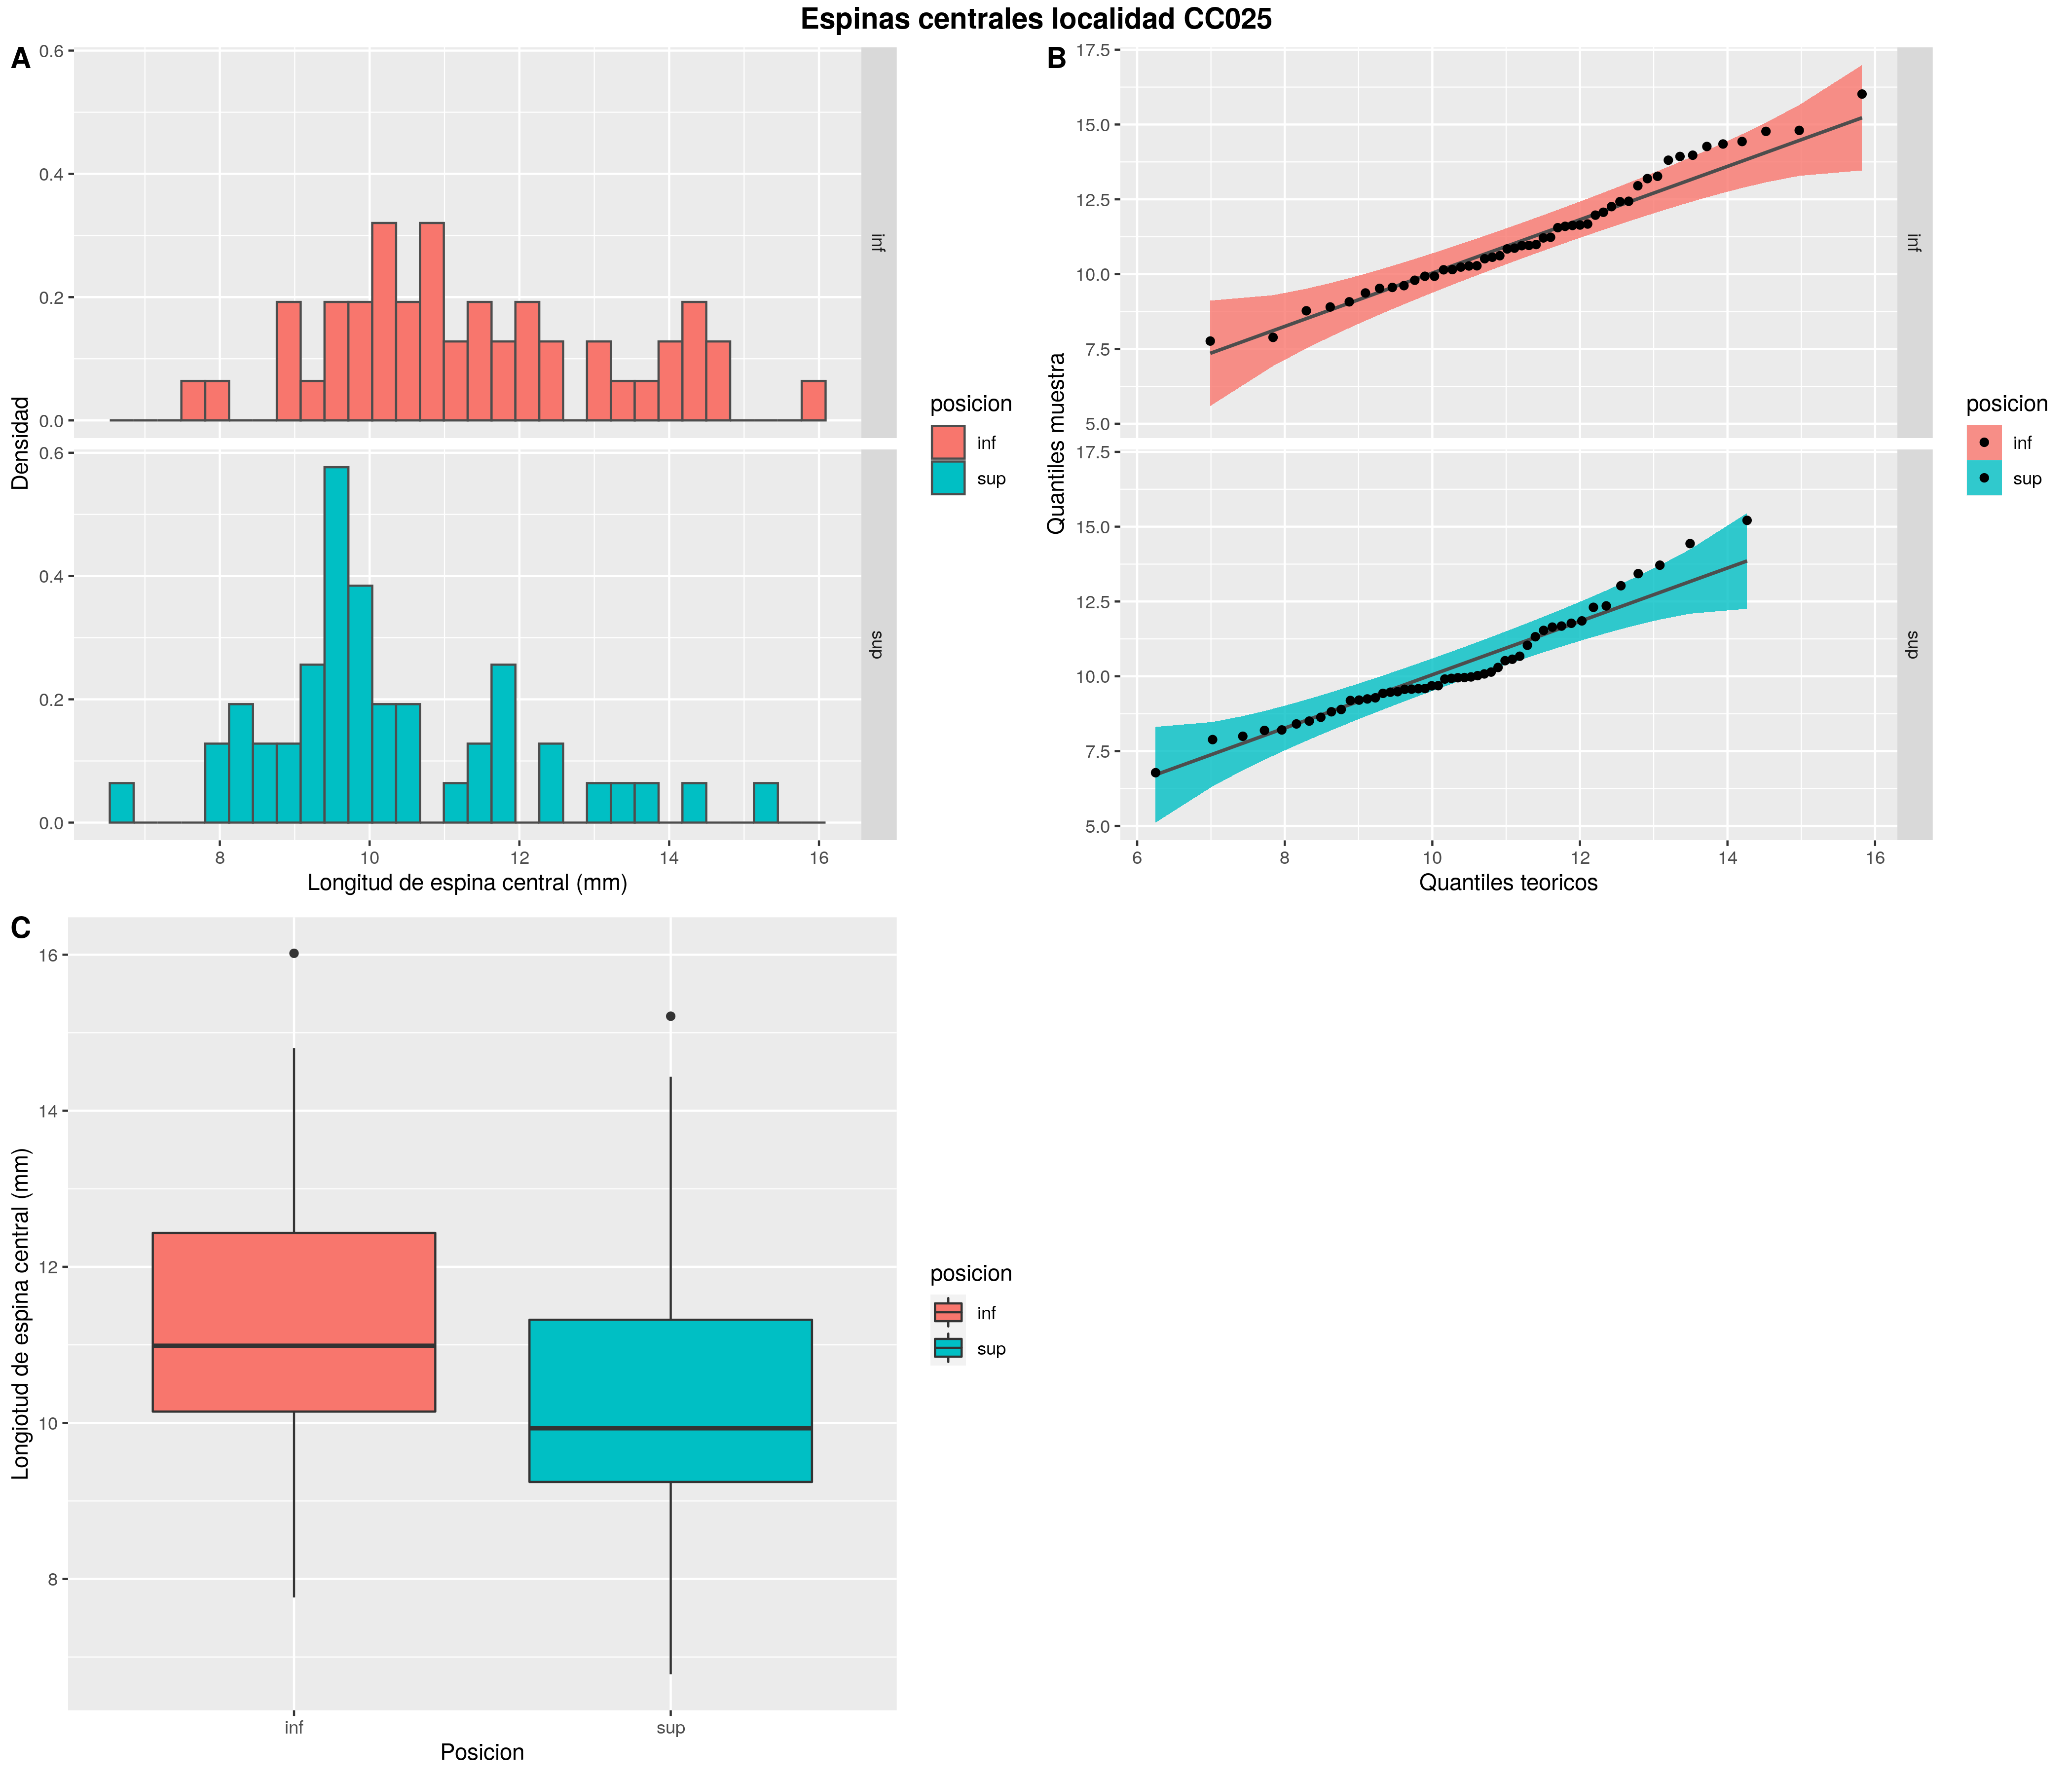 Espinas centrales localidad CC025
A
Densidad
0.6
0.4
0.2
0.0
inf
0.6
0.4
0.2
0.0
sup
8 10 12 14 16
Longitud de espina central (mm)
posicion
inf
sup
B
Quantiles muestra
17.5
15.0
12.5
10.0
7.5
5.0
inf
17.5
15.0
12.5
10.0
7.5
5.0
sup
6 8 10 12 14 16
Quantiles teoricos
posicion
inf
sup
C
Longiotud de espina central (mm)
16
14
12
10
8
inf sup
Posicion
posicion
inf
sup